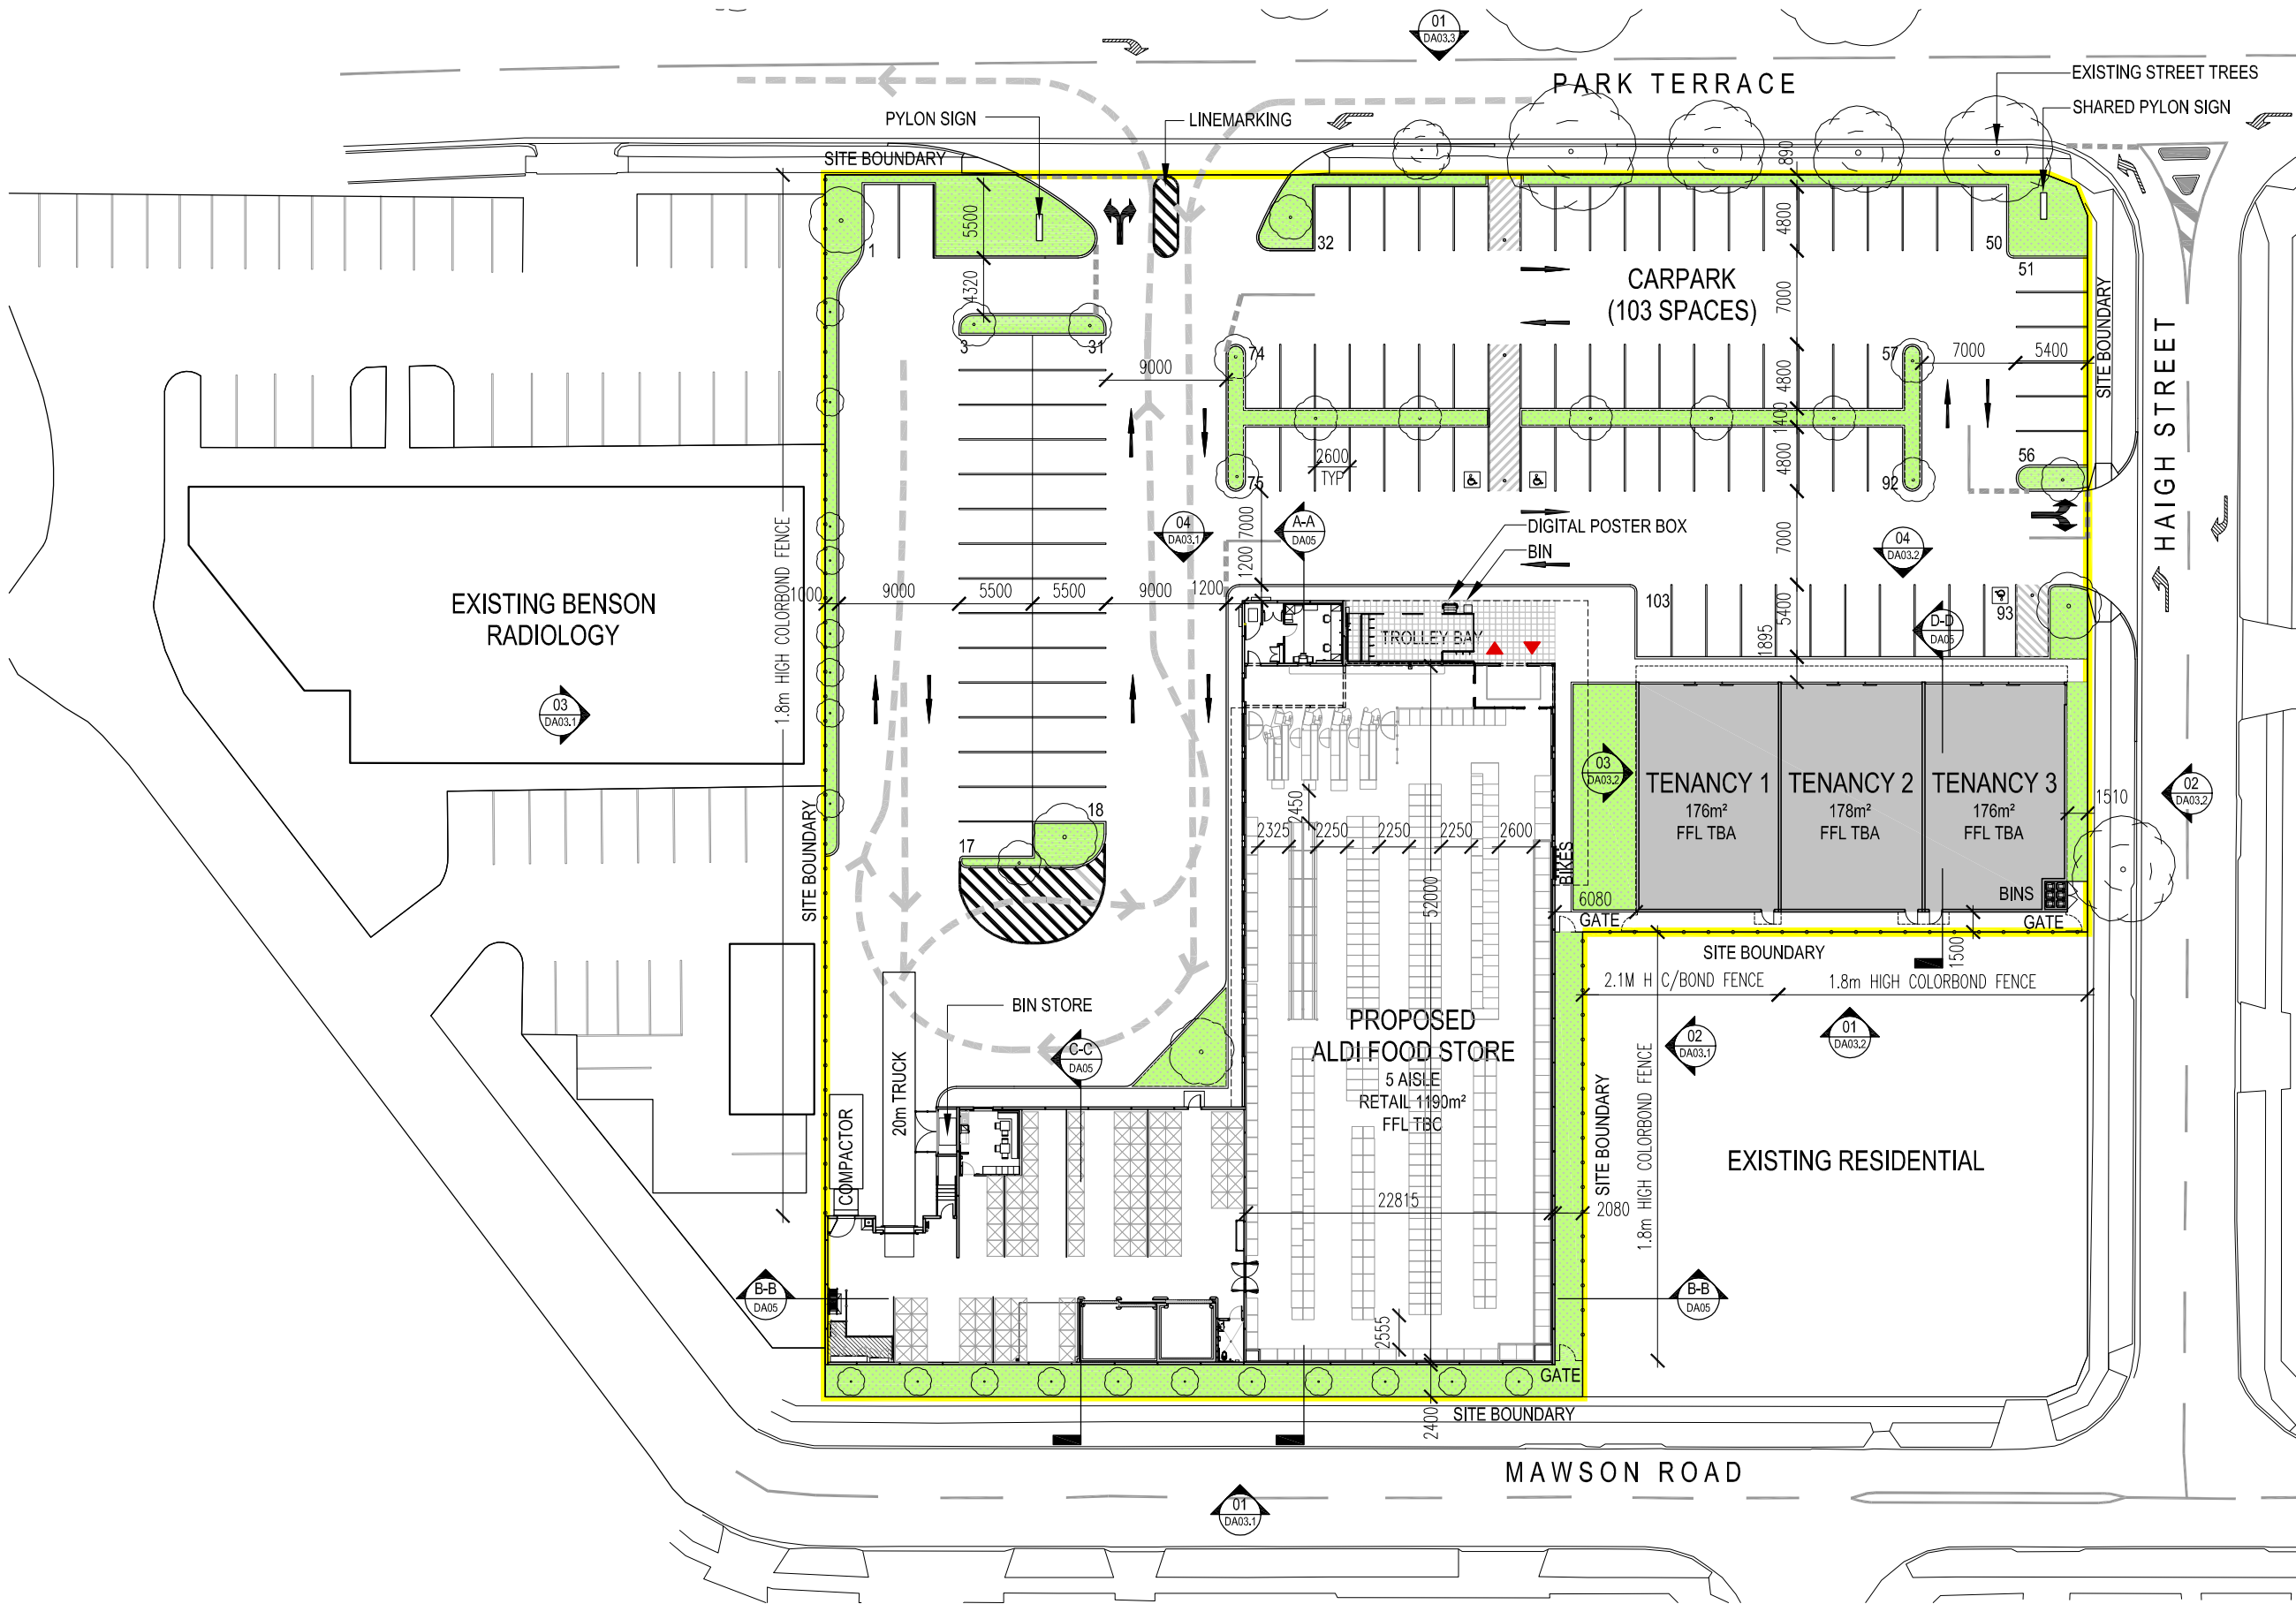 01
DA03.3
PARK TERRACE
EXISTING STREET TREES
SHARED PYLON SIGN
PYLON SIGN
LINEMARKING
SITE BOUNDARY
890
5500
4800
1
32
50
51
4320
CARPARK
(103 SPACES)
7000
SITE BOUNDARY
HAIGH STREET
3
31
74
57
7000
5400
9000
4800
1400
4800
2600
TYP
75
92
56
1.8m HIGH COLORBOND FENCE
04
DA03.1
7000
A-A
DA05
DIGITAL POSTER BOX
BIN
7000
04
DA03.2
1200
EXISTING BENSON
RADIOLOGY
1000
9000
5500
5500
9000
1200
103
5400
93
1895
D-D
DA05
TROLLEY BAY
03
DA03.1
03
DA03.2
TENANCY 1
176m²
FFL TBA
TENANCY 2
178m²
FFL TBA
TENANCY 3
176m²
FFL TBA
1510
02
DA03.2
2450
2325
2250
2250
2250
2600
18
17
SITE BOUNDARY
BIKES
52000
6080
BINS
GATE
GATE
SITE BOUNDARY
1500
2.1M H C/BOND FENCE
1.8m HIGH COLORBOND FENCE
BIN STORE
C-C
DA05
PROPOSED
ALDI FOOD STORE
5 AISLE
RETAIL 1190m²
FFL TBC
02
DA03.1
01
DA03.2
20m TRUCK
COMPACTOR
SITE BOUNDARY
1.8m HIGH COLORBOND FENCE
EXISTING RESIDENTIAL
22815
2080
B-B
DA05
B-B
DA05
2555
GATE
2400
SITE BOUNDARY
MAWSON ROAD
01
DA03.1